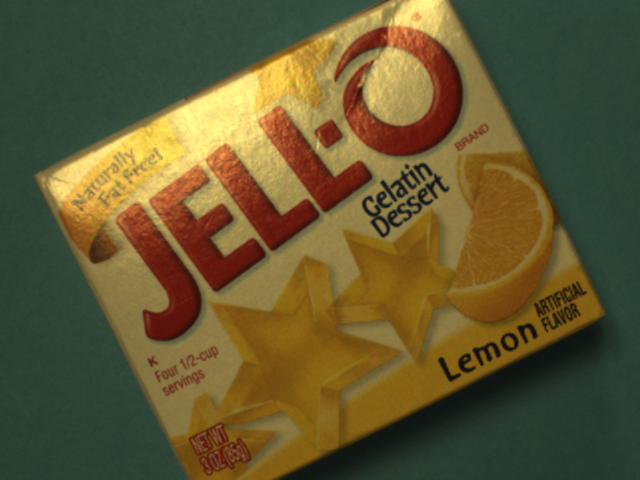 Naturally
Fat Free!
JELL-O
®
BRAND
Gelatin
Dessert
K
Four 1/2-cup
servings
Lemon
ARTIFICIAL
FLAVOR
NET WT
3 OZ (85g)